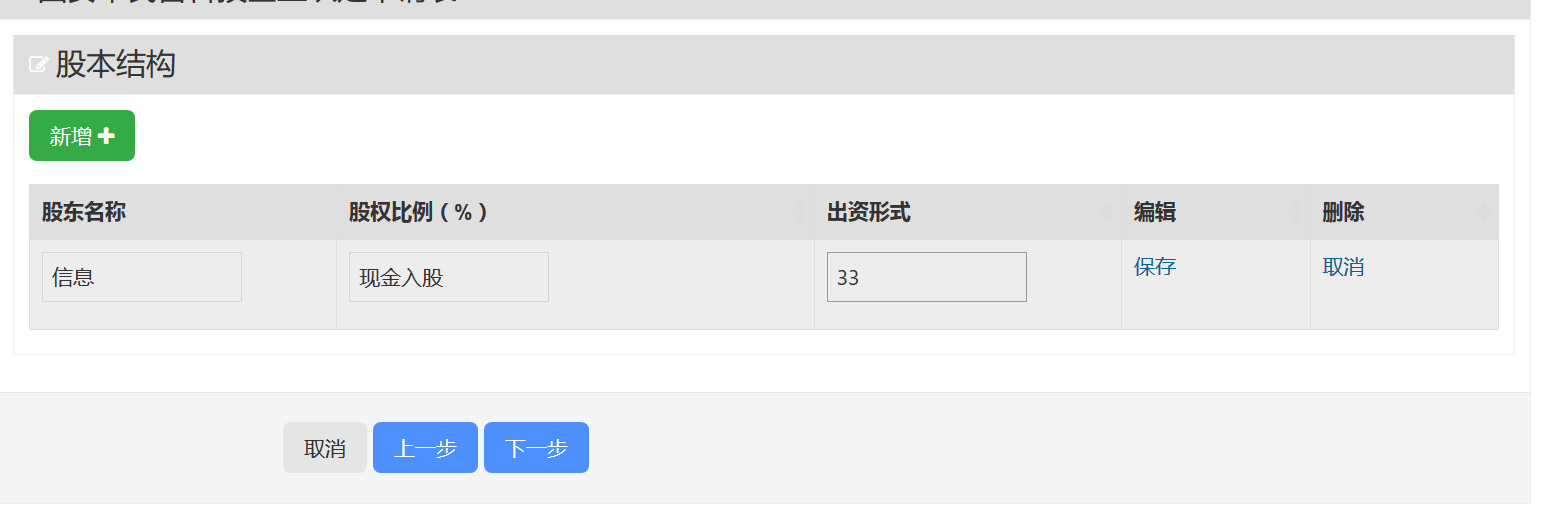 股本结构
新增
股东名称 股权比例（%） 出资形式 编辑 删除
信息 现金入股 33 保存 取消
取消 上一步 下一步